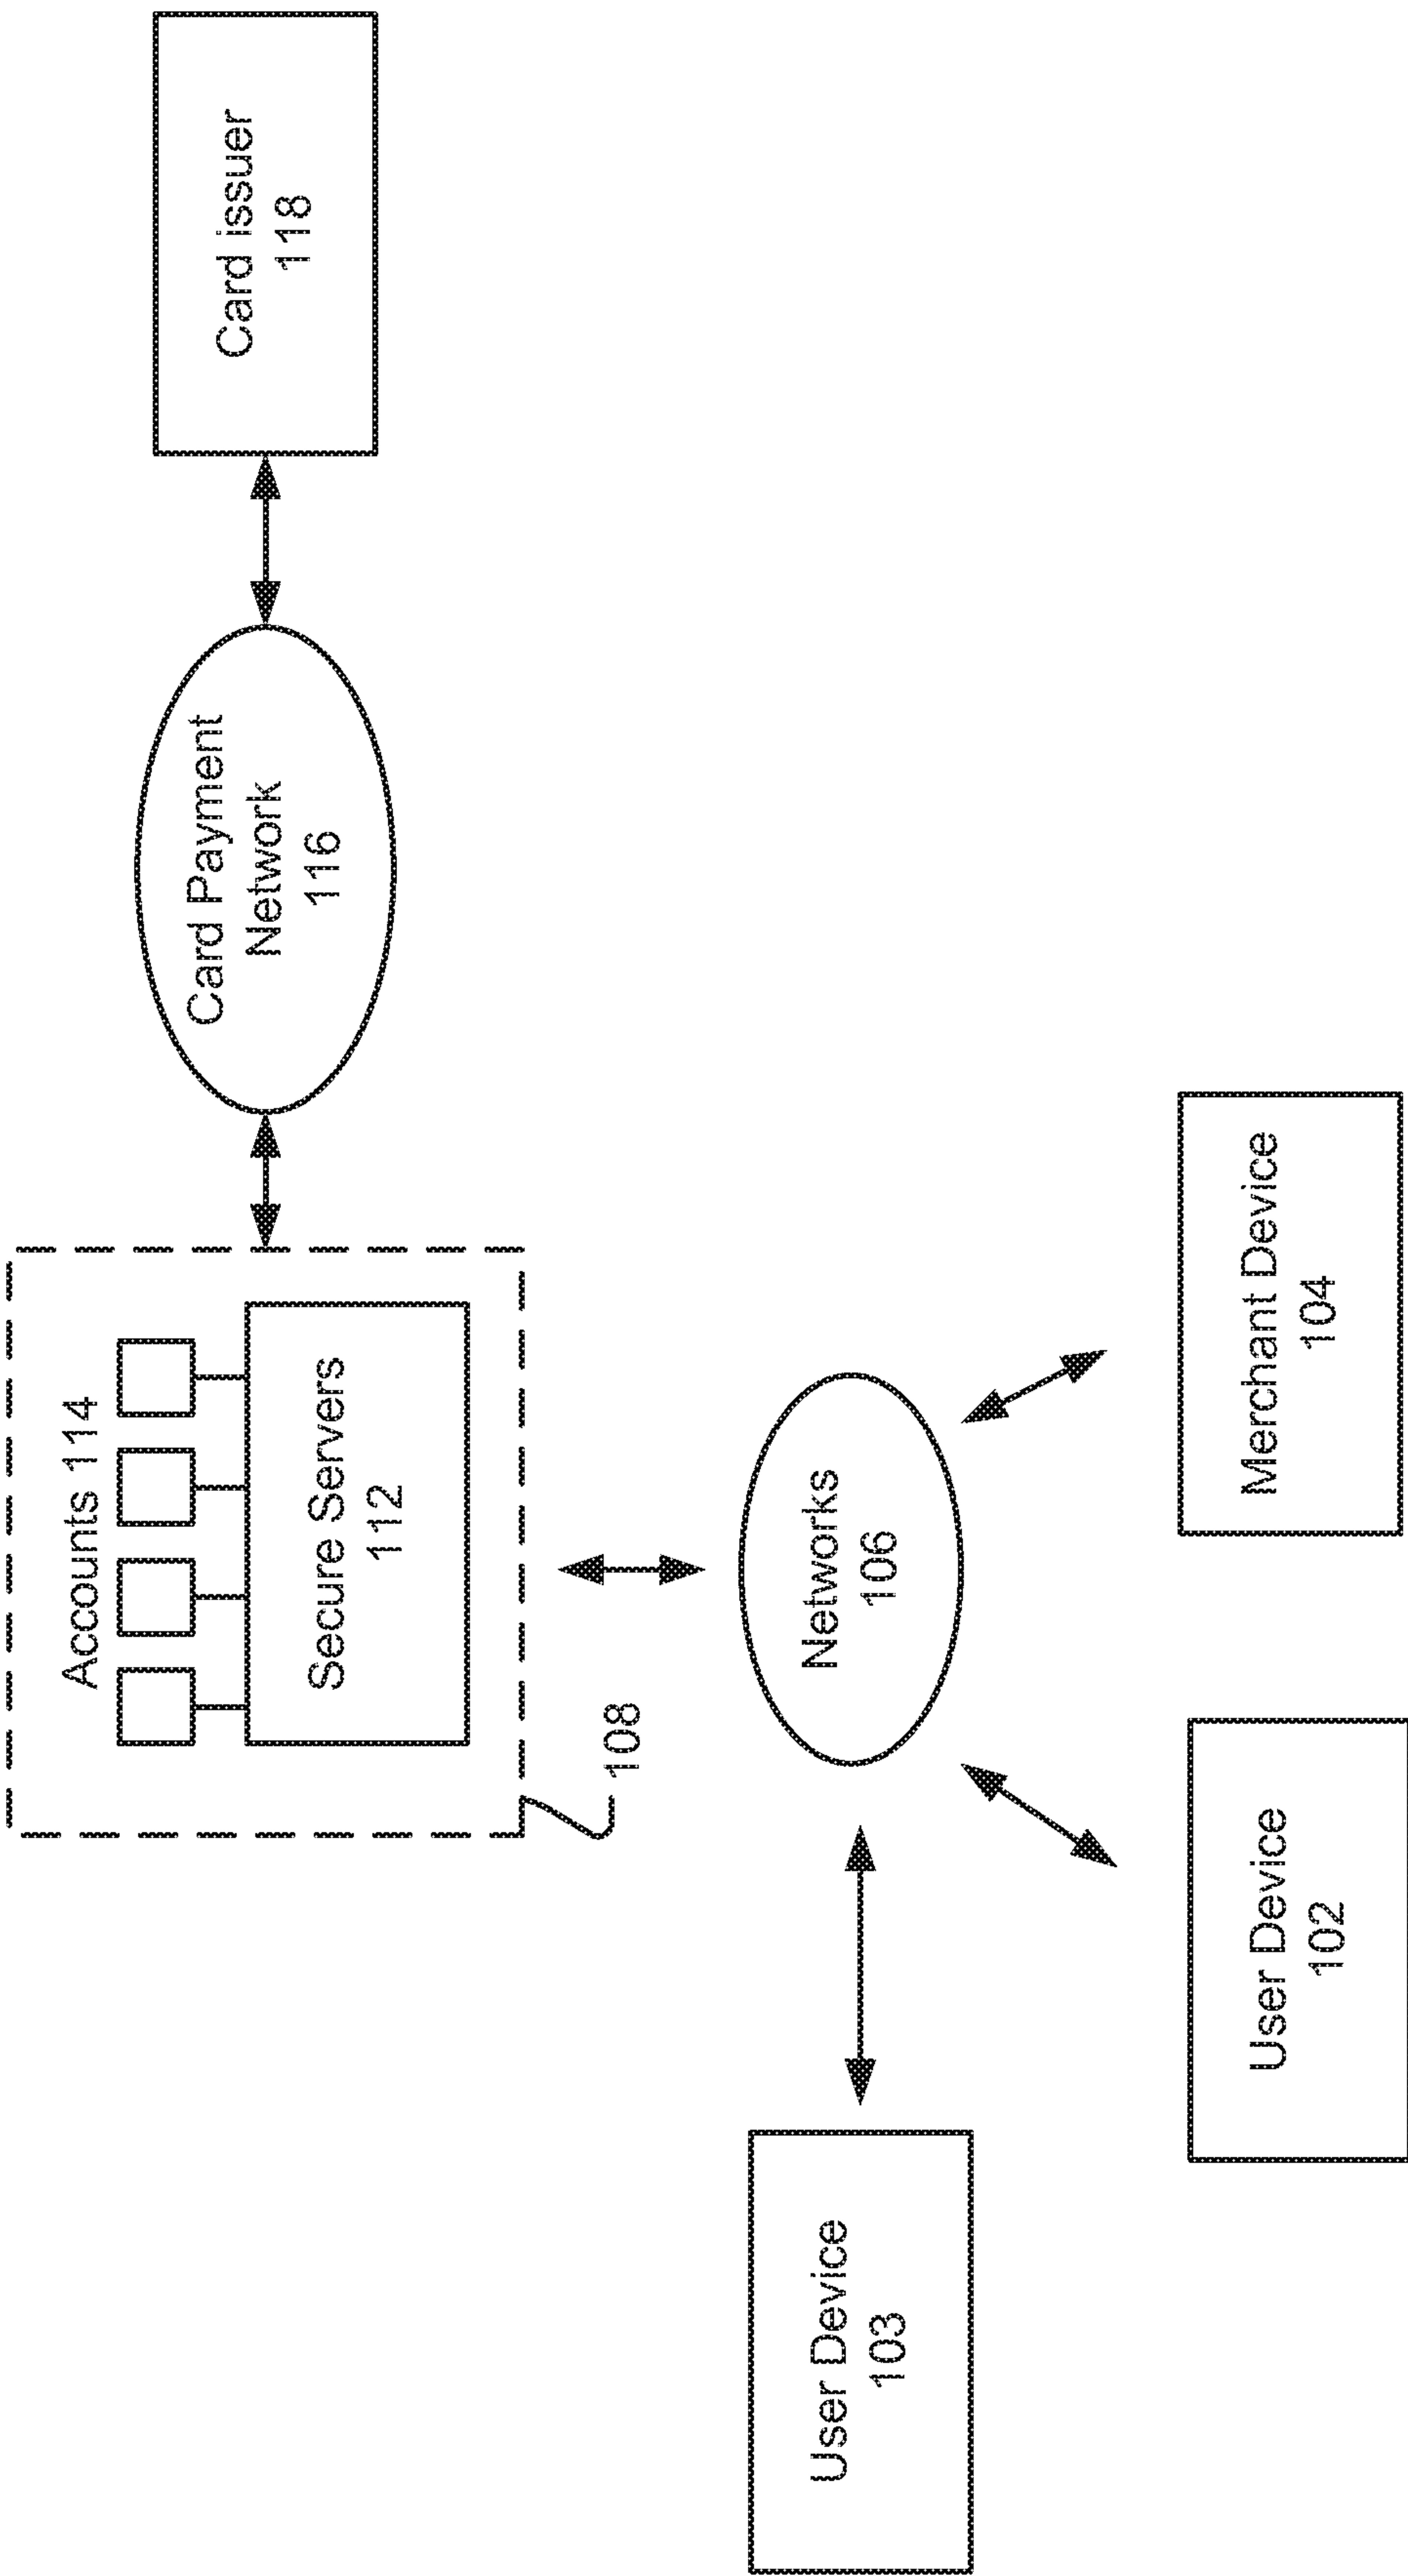 Accounts 114
Secure Servers
112
108
Card Payment
Network
116
Card issuer
118
Networks
106
User Device
103
User Device
102
Merchant Device
104